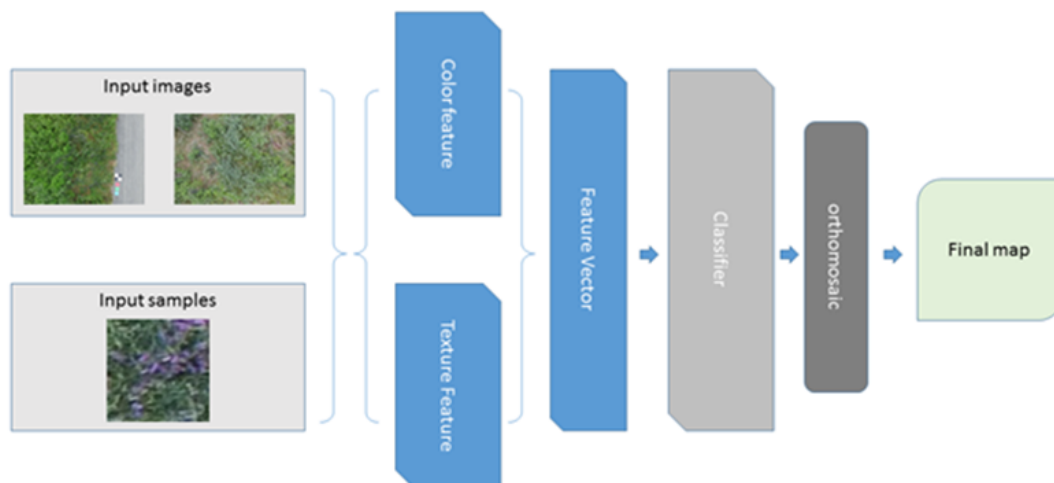 Input images
Input samples
Color feature
Texture Feature
Feature Vector
Classifier
orthomosaic
Final map